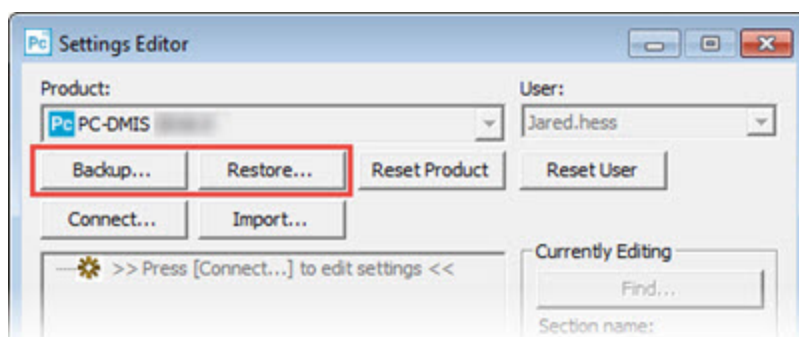 Pc Settings Editor
Product:
User:
Pc PC-DMIS
Jared.hess
Backup... Restore... Reset Product Reset User
Connect... Import...
>> Press [Connect...] to edit settings <<
Currently Editing
Find...
Section name: